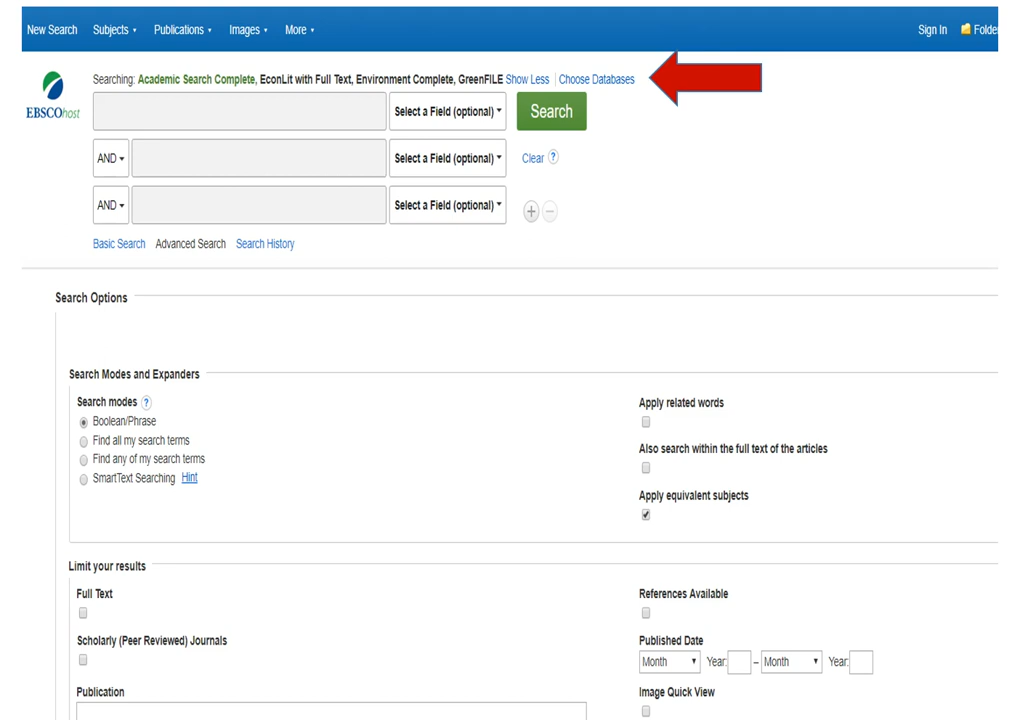 New Search Subjects Publications Images More Sign In Folder
Searching: Academic Search Complete, EconLit with Full Text, Environment Complete, GreenFILE Show Less Choose Databases
EBSCOhost
Select a Field (optional) Search
AND Select a Field (optional) Clear ?
AND Select a Field (optional) + −
Basic Search Advanced Search Search History
Search Options
Search Modes and Expanders
Search modes ?
Boolean/Phrase
Find all my search terms
Find any of my search terms
SmartText Searching Hint
Apply related words
Also search within the full text of the articles
Apply equivalent subjects
Limit your results
Full Text
Scholarly (Peer Reviewed) Journals
Publication
References Available
Published Date
Month Year: – Month Year:
Image Quick View